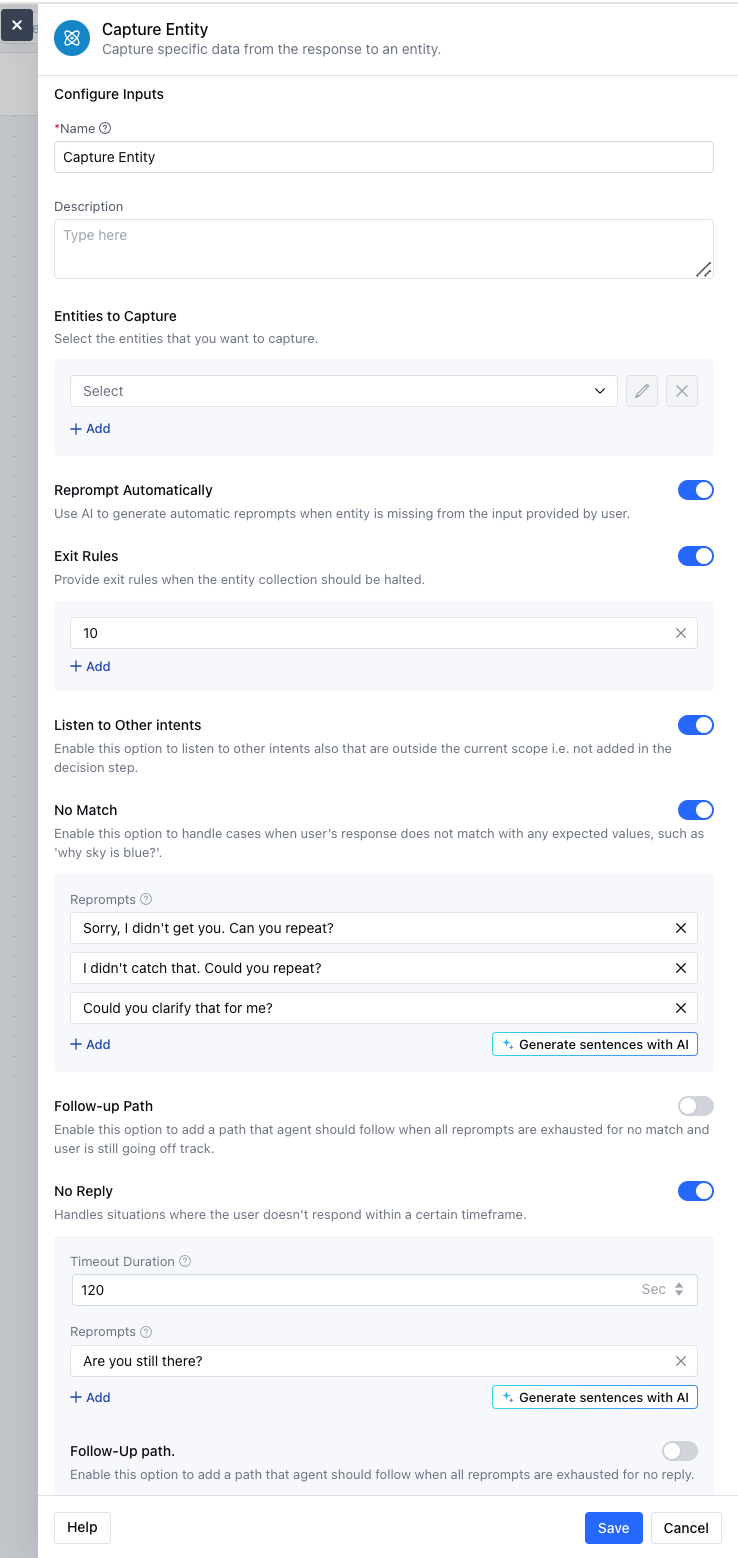 Capture Entity
Capture specific data from the response to an entity.
Configure Inputs
*Name
Capture Entity
Description
Type here
Entities to Capture
Select the entities that you want to capture.
Select
+ Add
Reprompt Automatically
Use AI to generate automatic reprompts when entity is missing from the input provided by user.
Exit Rules
Provide exit rules when the entity collection should be halted.
10
+ Add
Listen to Other intents
Enable this option to listen to other intents also that are outside the current scope i.e. not added in the
decision step.
No Match
Enable this option to handle cases when user's response does not match with any expected values, such as
'why sky is blue?'.
Reprompts
Sorry, I didn't get you. Can you repeat?
I didn't catch that. Could you repeat?
Could you clarify that for me?
+ Add
Generate sentences with AI
Follow-up Path
Enable this option to add a path that agent should follow when all reprompts are exhausted for no match and
user is still going off track.
No Reply
Handles situations where the user doesn't respond within a certain timeframe.
Timeout Duration
120 Sec
Reprompts
Are you still there?
+ Add
Generate sentences with AI
Follow-Up path.
Enable this option to add a path that agent should follow when all reprompts are exhausted for no reply.
Help
Save
Cancel